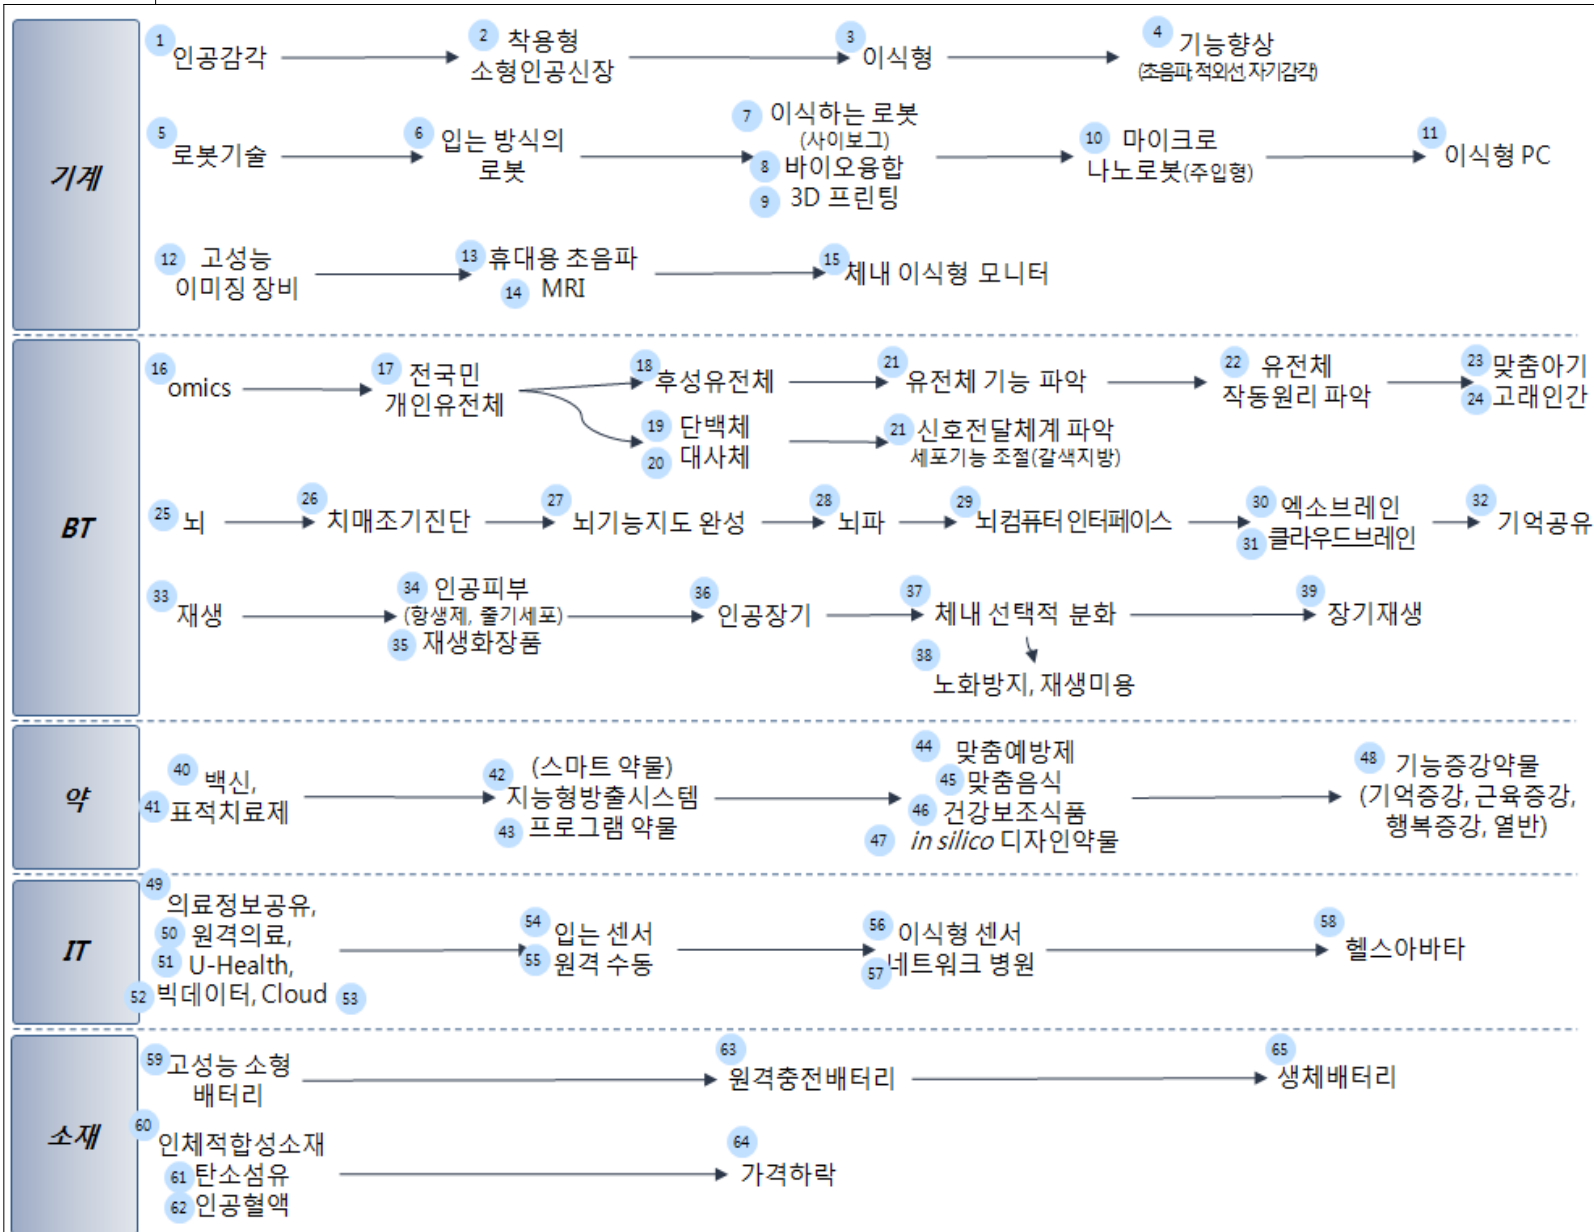 기계
1 인공감각
2 착용형
소형인공신장
3 이식형
4 기능향상
(초음파, 적외선, 자기감각)
5 로봇기술
6 입는 방식의
로봇
7 이식하는 로봇
(사이보그)
8 바이오융합
9 3D 프린팅
10 마이크로
나노로봇(주입형)
11 이식형 PC
12 고성능
이미징 장비
13 휴대용 초음파
14 MRI
15 체내 이식형 모니터
BT
16 omics
17 전국민
개인유전체
18 후성유전체
19 단백체
20 대사체
21 유전체 기능 파악
21 신호전달체계 파악
세포기능 조절(갈색지방)
22 유전체
작동원리 파악
23 맞춤아기
24 고래인간
25 뇌
26 치매조기진단
27 뇌기능지도 완성
28 뇌파
29 뇌컴퓨터 인터페이스
30 엑소브레인
31 클라우드브레인
32 기억공유
33 재생
34 인공피부
(항생제, 줄기세포)
35 재생화장품
36 인공장기
37 체내 선택적 분화
38 노화방지, 재생미용
39 장기재생
약
40 백신,
41 표적치료제
(스마트 약물)
42 지능형방출시스템
43 프로그램 약물
44 맞춤예방제
45 맞춤음식
46 건강보조식품
47 in silico 디자인약물
48 기능증강약물
(기억증강, 근육증강,
행복증강, 열반)
IT
49 의료정보공유,
50 원격의료,
51 U-Health,
52 빅데이터, Cloud 53
54 입는 센서
55 원격 수동
56 이식형 센서
57 네트워크 병원
58 헬스아바타
소재
59 고성능 소형
배터리
63 원격충전배터리
65 생체배터리
60 인체적합성소재
61 탄소섬유
62 인공혈액
64 가격하락